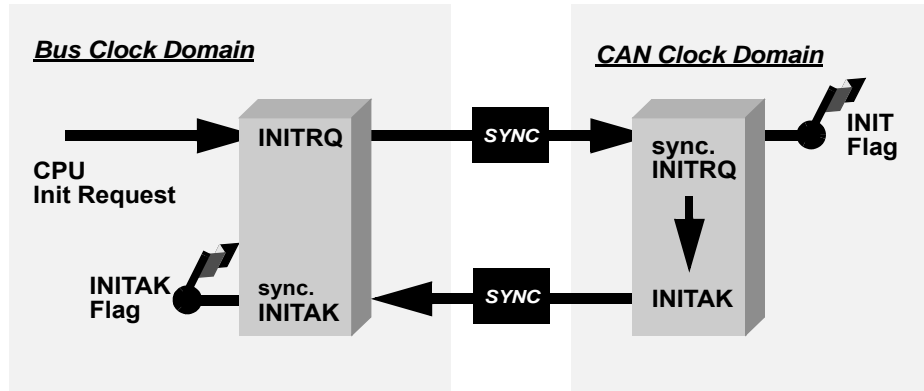 Bus Clock Domain
CAN Clock Domain
CPU
Init Request
INITRQ
SYNC
sync.
INITRQ
INIT
Flag
INITAK
Flag
sync.
INITAK
SYNC
INITAK